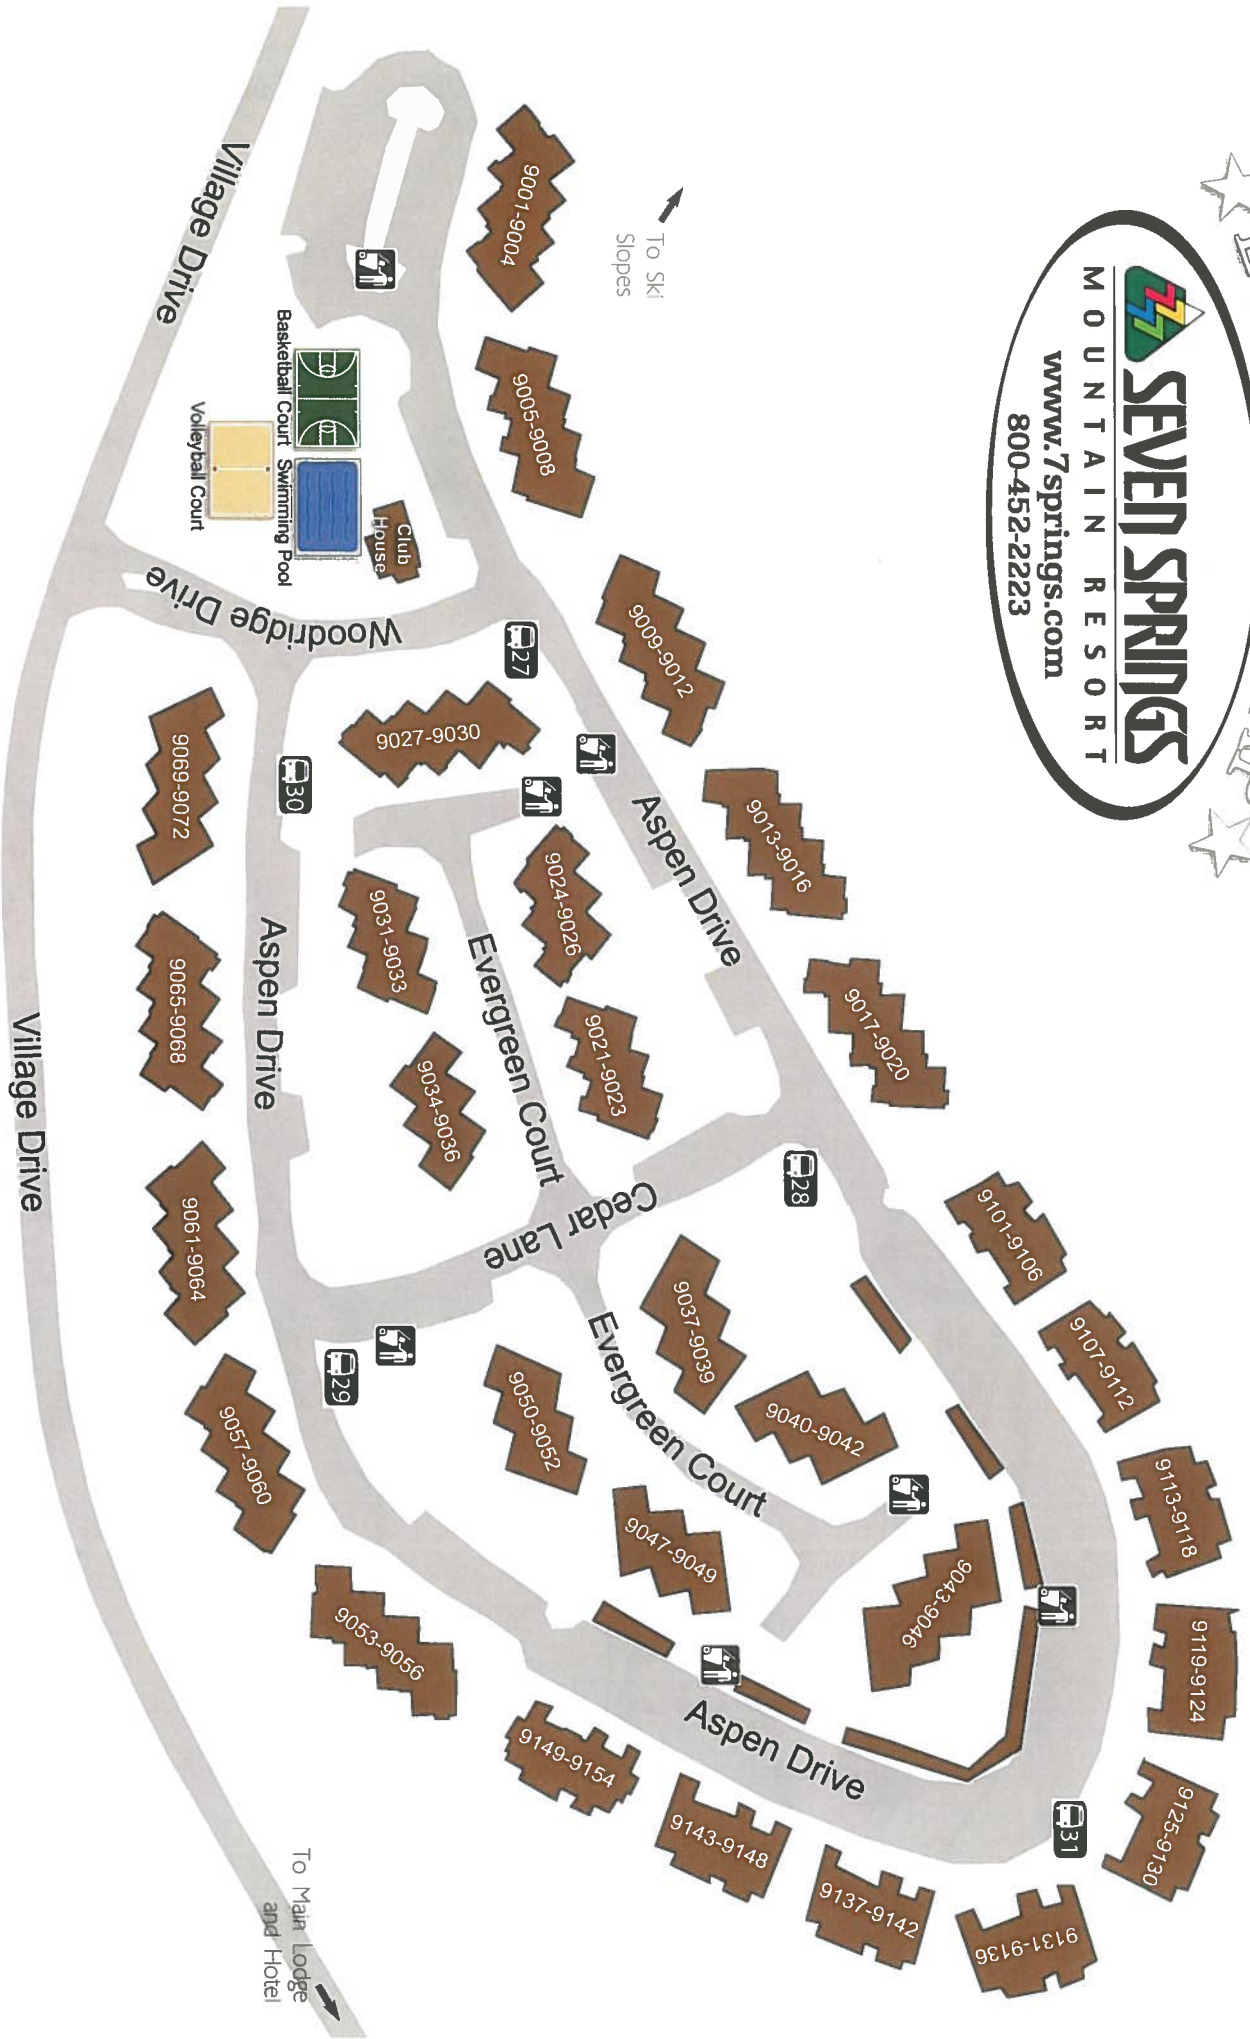 SEVEN SPRINGS
MOUNTAIN RESORT
www.7springs.com
800-452-2223
To Ski
Slopes
9001-9004
9005-9008
9009-9012
9013-9016
9017-9020
9101-9106
9107-9112
9113-9118
9119-9124
9125-9130
9131-9136
9137-9142
9143-9148
9149-9154
Village Drive
Basketball Court
Swimming Pool
Volleyball Court
Club
House
Woodridge Drive
27
Aspen Drive
9027-9030
9024-9026
9021-9023
28
30
9031-9033
9034-9036
Evergreen Court
Cedar Lane
9037-9039
9040-9042
9043-9046
Evergreen Court
9050-9052
9047-9049
31
Aspen Drive
29
Aspen Drive
9069-9072
9065-9068
9061-9064
9057-9060
9053-9056
Village Drive
To Main Lodge
and Hotel